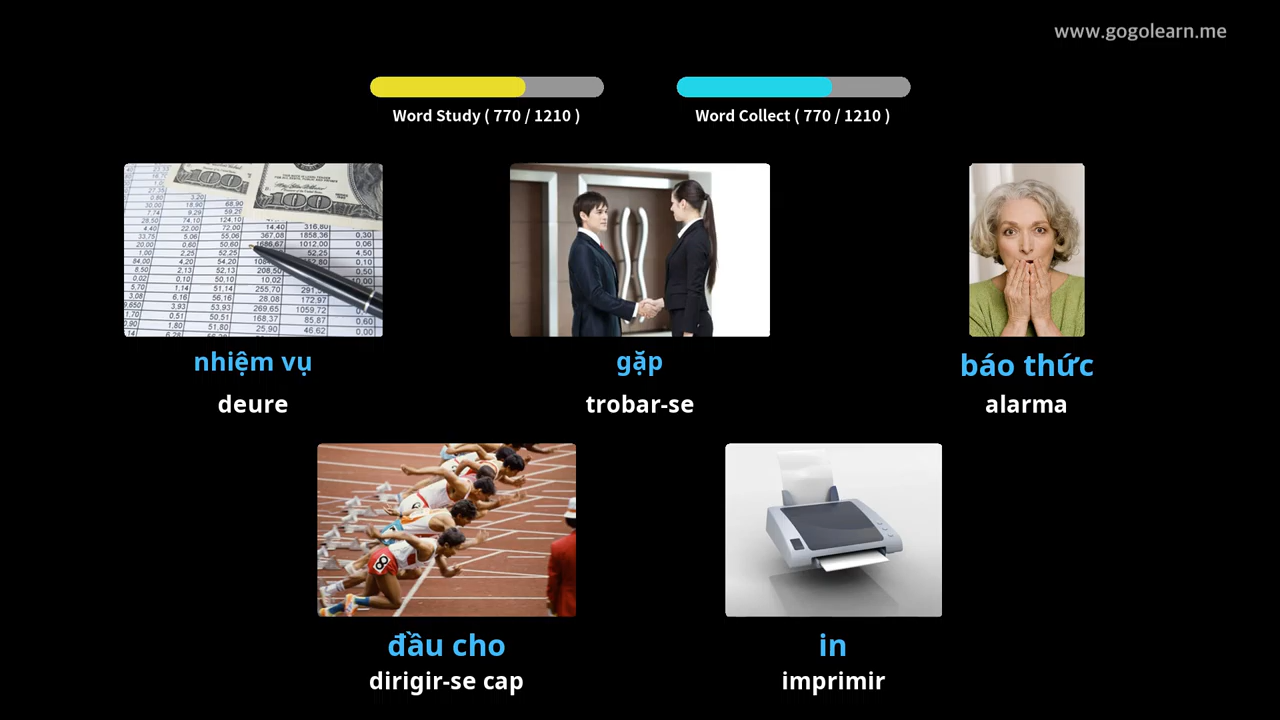 www.gogolearn.me
Word Study ( 770 / 1210 )
Word Collect ( 770 / 1210 )
nhiệm vụ
deure
gặp
trobar-se
báo thức
alarma
đầu cho
dirigir-se cap
in
imprimir